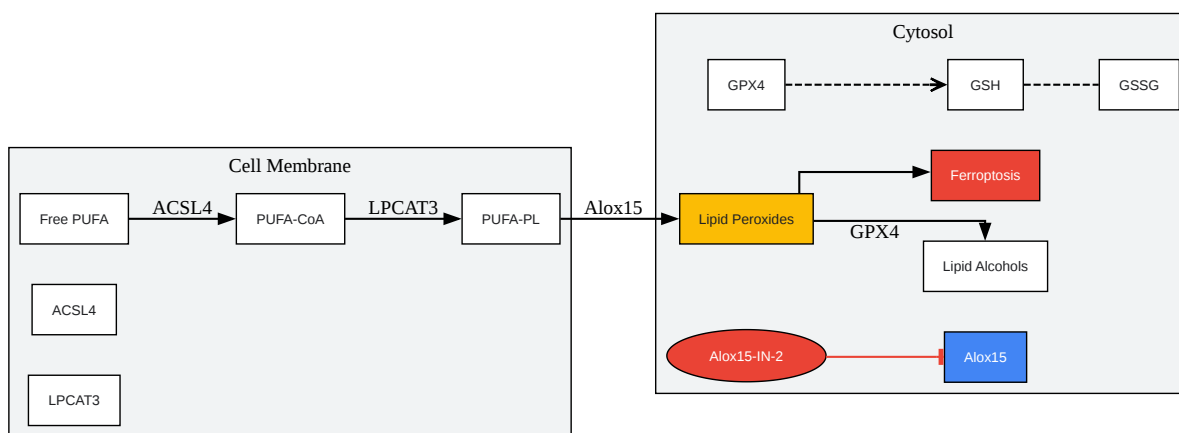 Cytosol
GPX4
GSH
GSSG
Cell Membrane
Ferroptosis
Free PUFA
ACSL4
PUFA-CoA
LPCAT3
PUFA-PL
Alox15
Lipid Peroxides
GPX4
Lipid Alcohols
ACSL4
Alox15-IN-2
Alox15
LPCAT3